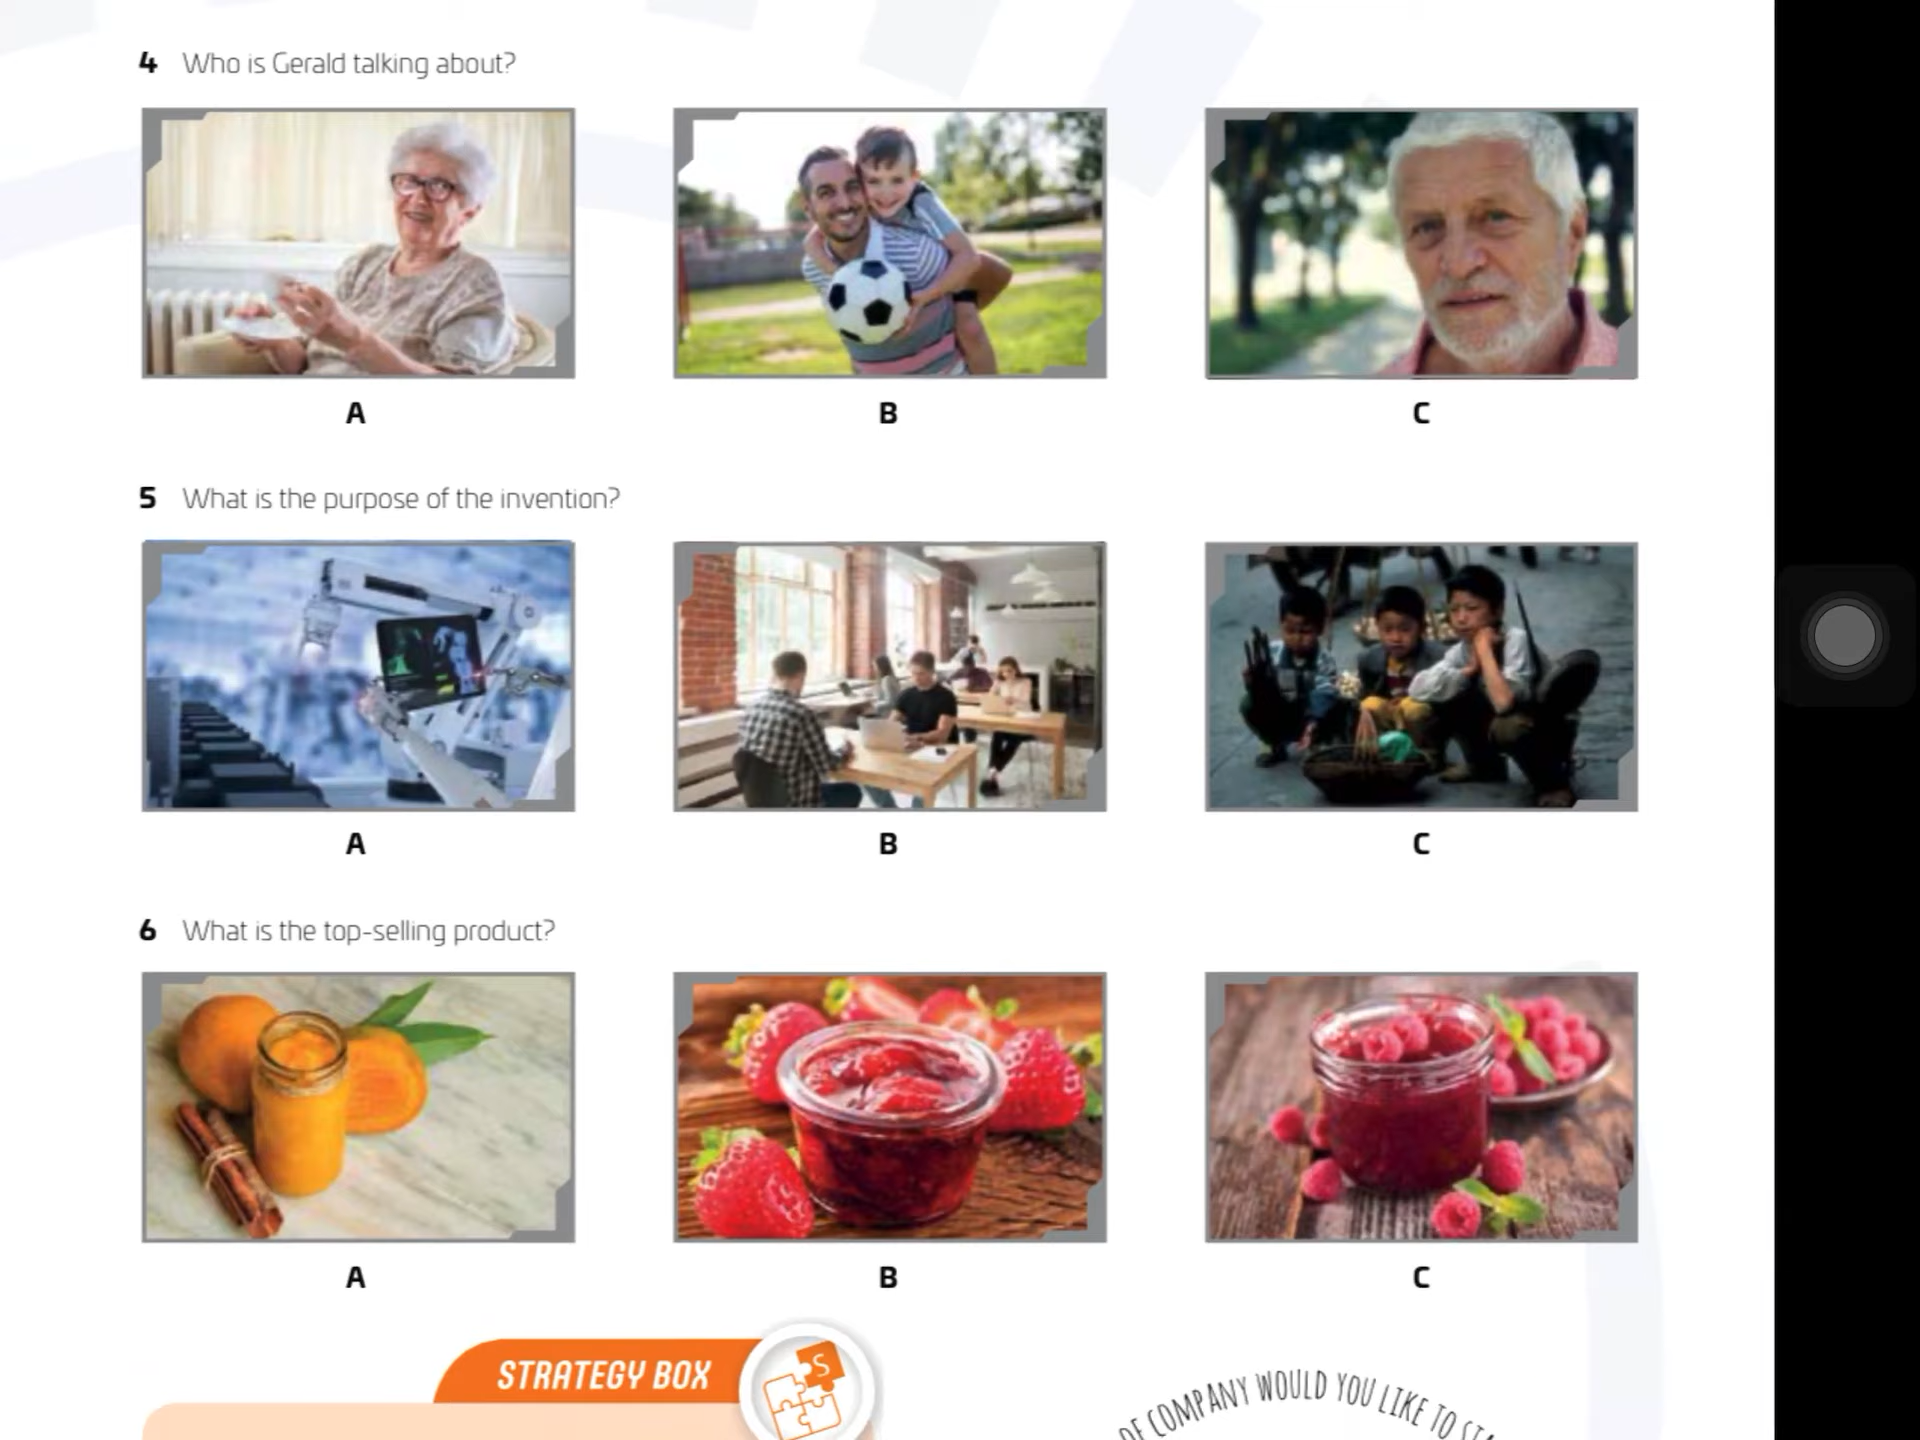 4 Who is Gerald talking about?
A B C
5 What is the purpose of the invention?
A B C
6 What is the top-selling product?
A B C
STRATEGY BOX
S
OF COMPANY WOULD YOU LIKE TO